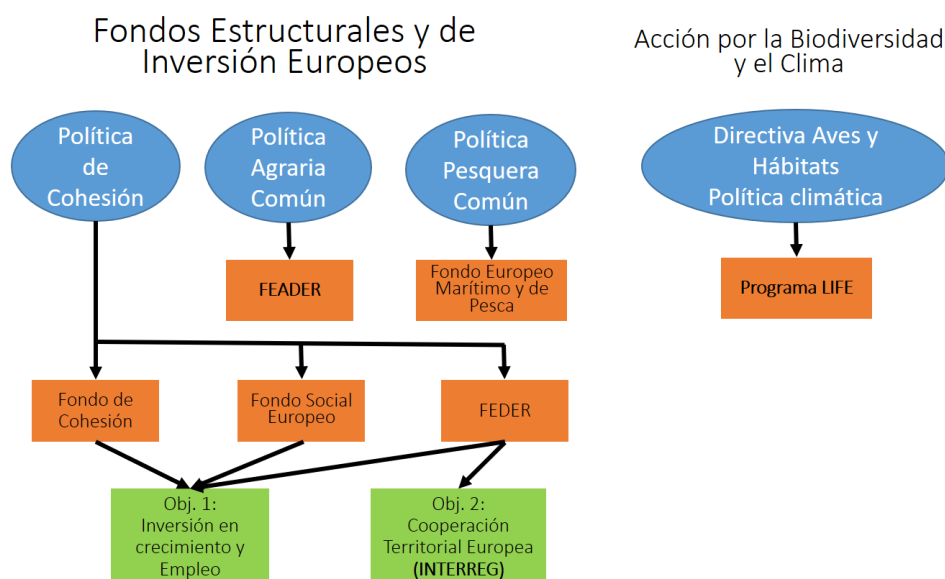 Fondos Estructurales y de
Inversión Europeos
Acción por la Biodiversidad
y el Clima
Política
de
Cohesión
Política
Agraria
Común
Política
Pesquera
Común
Directiva Aves y
Hábitats
Política climática
FEADER
Fondo Europeo
Marítimo y de
Pesca
Programa LIFE
Fondo de
Cohesión
Fondo Social
Europeo
FEDER
Obj. 1:
Inversión en
crecimiento y
Empleo
Obj. 2:
Cooperación
Territorial Europea
(INTERREG)